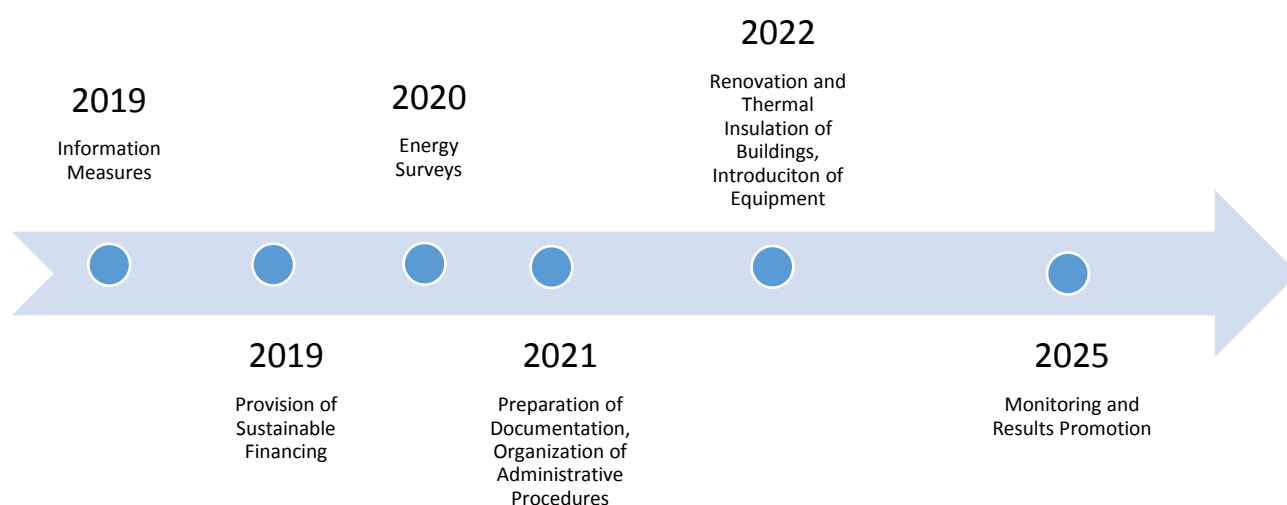 2019
Information
Measures
2019
Provision of
Sustainable
Financing
2020
Energy
Surveys
2021
Preparation of
Documentation,
Organization of
Administrative
Procedures
2022
Renovation and
Thermal
Insulation of
Buildings,
Introduciton of
Equipment
2025
Monitoring and
Results Promotion